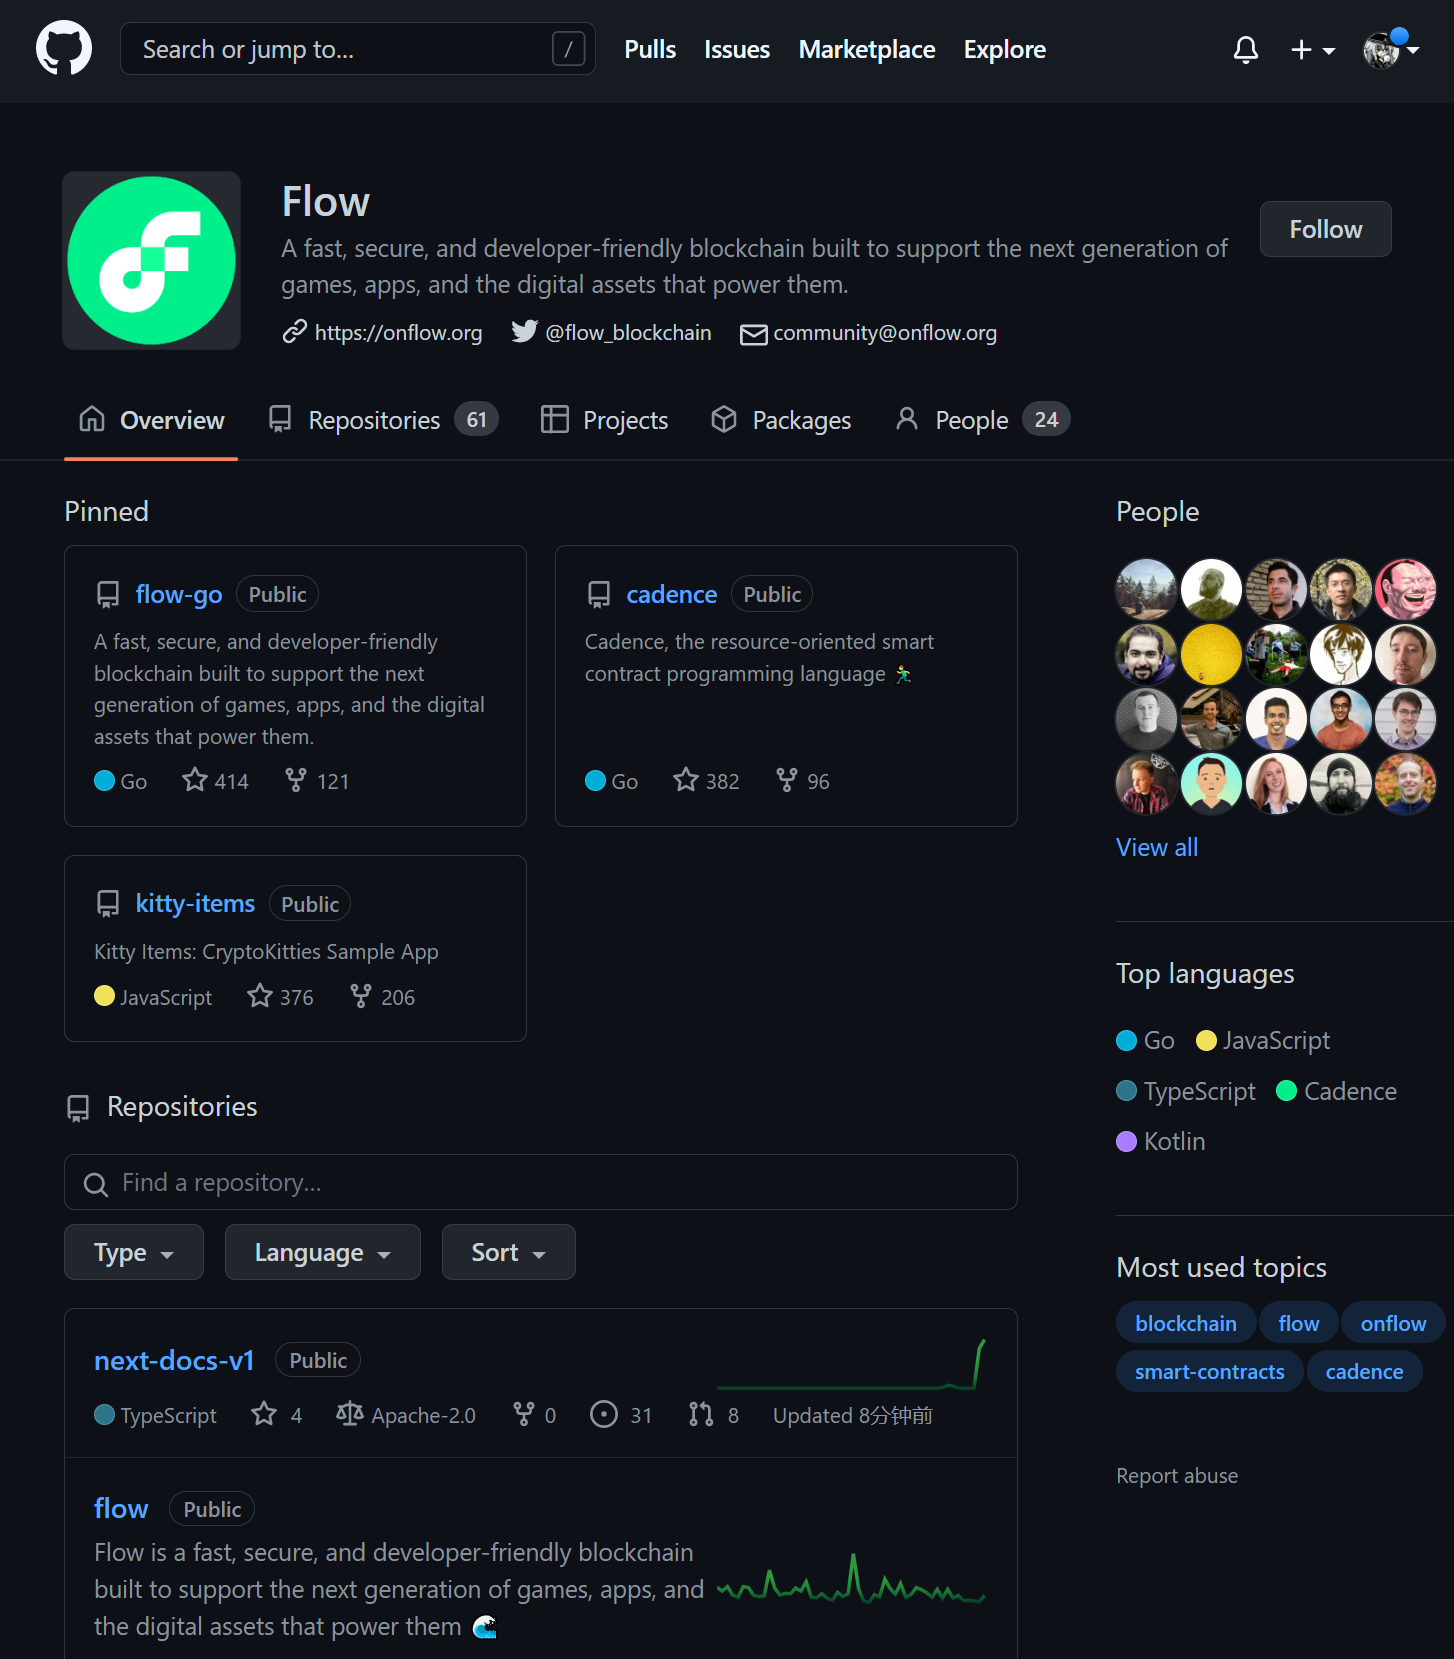 Search or jump to...
/
Pulls
Issues
Marketplace
Explore
Flow
A fast, secure, and developer-friendly blockchain built to support the next generation of
games, apps, and the digital assets that power them.
Follow
https://onflow.org
@flow_blockchain
community@onflow.org
Overview
Repositories 61
Projects
Packages
People 24
Pinned
flow-go Public
A fast, secure, and developer-friendly
blockchain built to support the next
generation of games, apps, and the digital
assets that power them.
Go 414 121
cadence Public
Cadence, the resource-oriented smart
contract programming language
Go 382 96
kitty-items Public
Kitty Items: CryptoKitties Sample App
JavaScript 376 206
Repositories
Find a repository...
Type
Language
Sort
next-docs-v1 Public
TypeScript 4 Apache-2.0 0 31 8 Updated 8分钟前
flow Public
Flow is a fast, secure, and developer-friendly blockchain
built to support the next generation of games, apps, and
the digital assets that power them 🌊
People
View all
Top languages
Go JavaScript
TypeScript Cadence
Kotlin
Most used topics
blockchain flow onflow
smart-contracts cadence
Report abuse